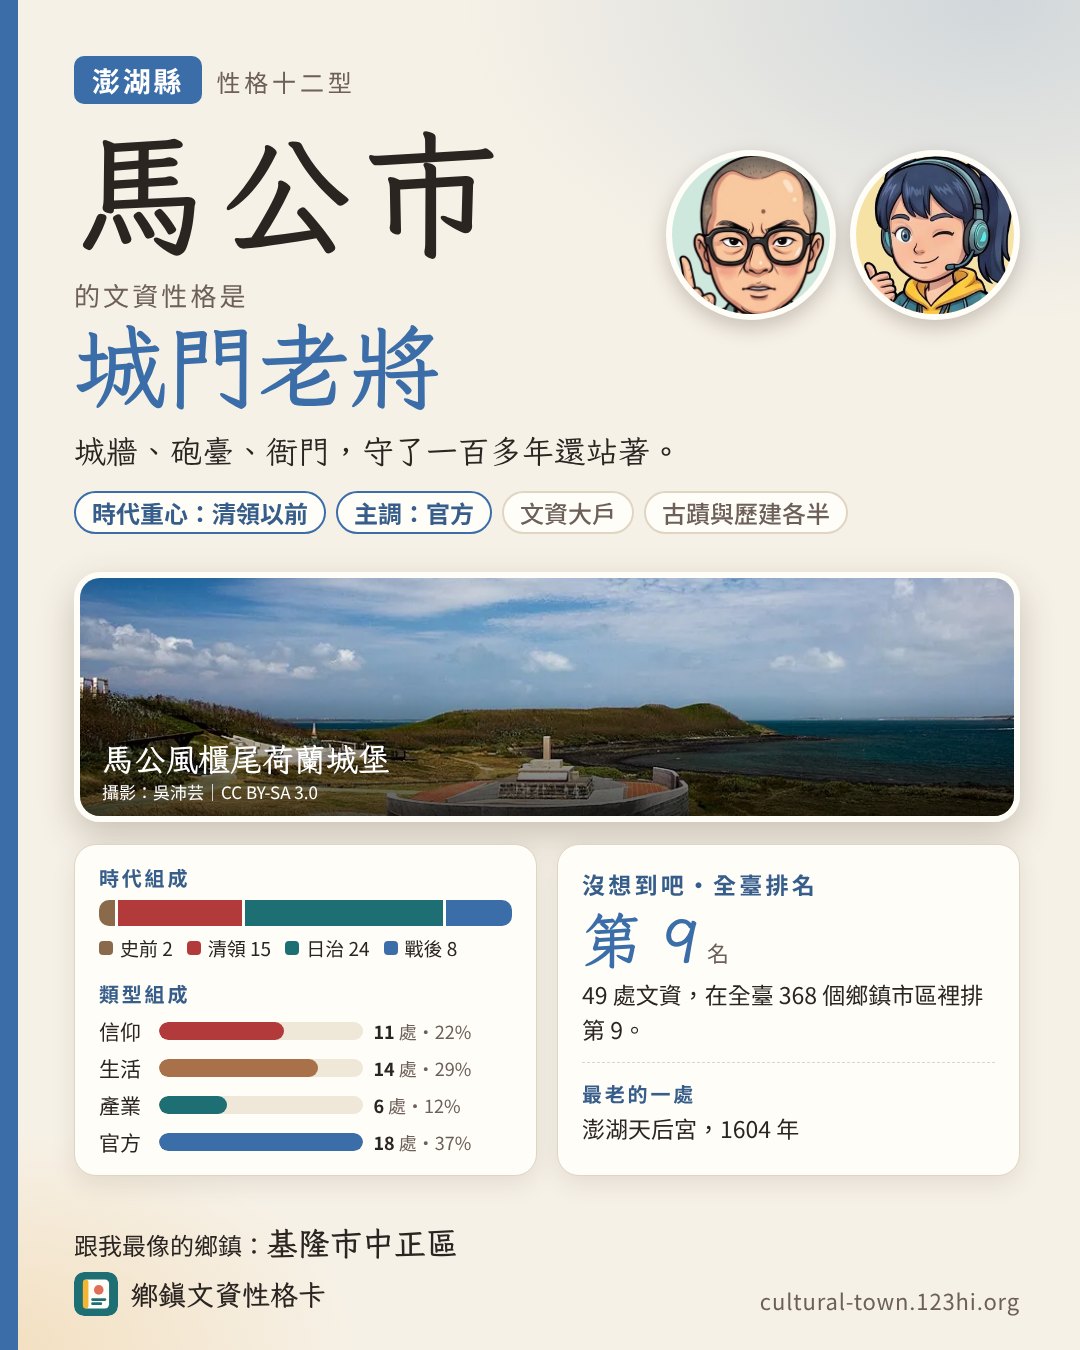 澎湖縣 性格十二型
馬公市
的文資性格是
城門老將
城牆、砲臺、衙門，守了一百多年還站著。
時代重心：清領以前 主調：官方 文資大戶 古蹟與歷建各半
馬公風櫃尾荷蘭城堡
攝影：吳沛芸｜CC BY-SA 3.0
時代組成
史前 2 清領 15 日治 24 戰後 8
類型組成
信仰 11 處・22%
生活 14 處・29%
產業 6 處・12%
官方 18 處・37%
沒想到吧・全臺排名
第 9 名
49 處文資，在全臺 368 個鄉鎮市區裡排
第 9。
最老的一處
澎湖天后宮，1604 年
跟我最像的鄉鎮：基隆市中正區
鄉鎮文資性格卡
cultural-town.123hi.org